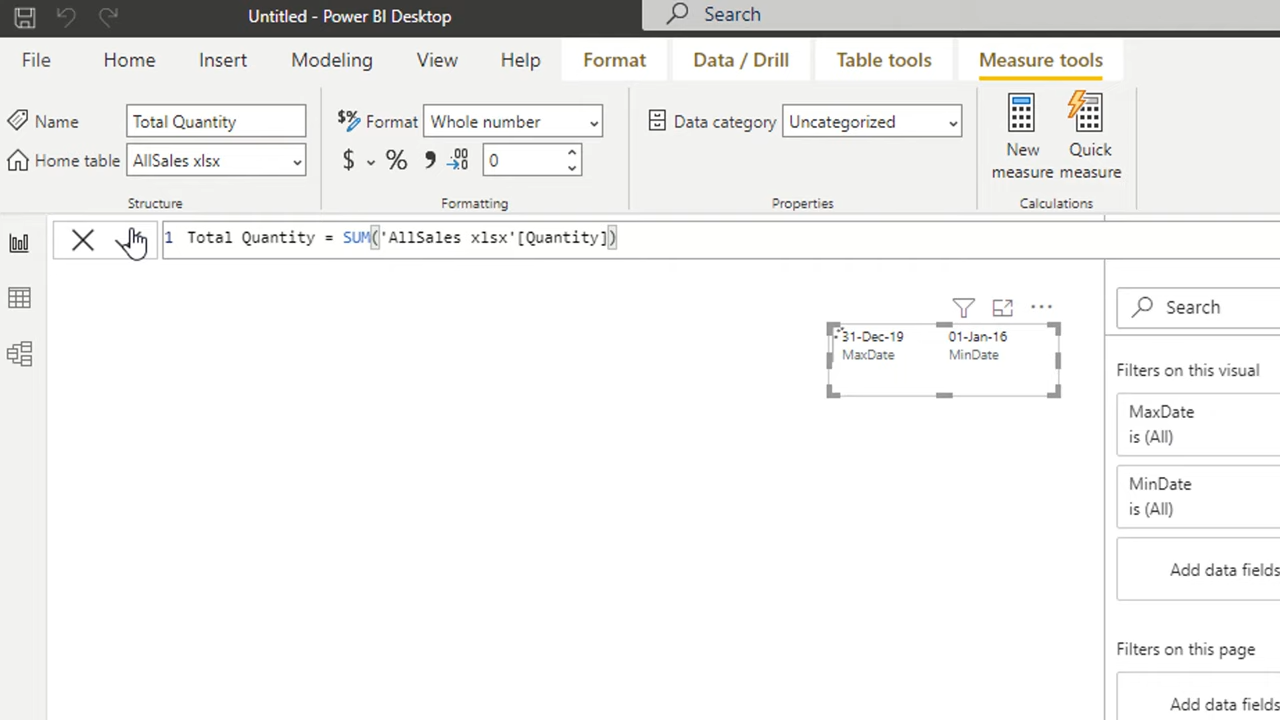 Untitled - Power BI Desktop
Search
File Home Insert Modeling View Help Format Data / Drill Table tools Measure tools
Name Total Quantity
$% Format Whole number
Data category Uncategorized
Home table AllSales xlsx
$ % , .00 →.0 0
New measure
Quick measure
Structure Formatting Properties Calculations
1 Total Quantity = SUM('AllSales xlsx'[Quantity])
31-Dec-19 01-Jan-16
MaxDate MinDate
Search
Filters on this visual
MaxDate
is (All)
MinDate
is (All)
Add data fields
Filters on this page
Add data fields